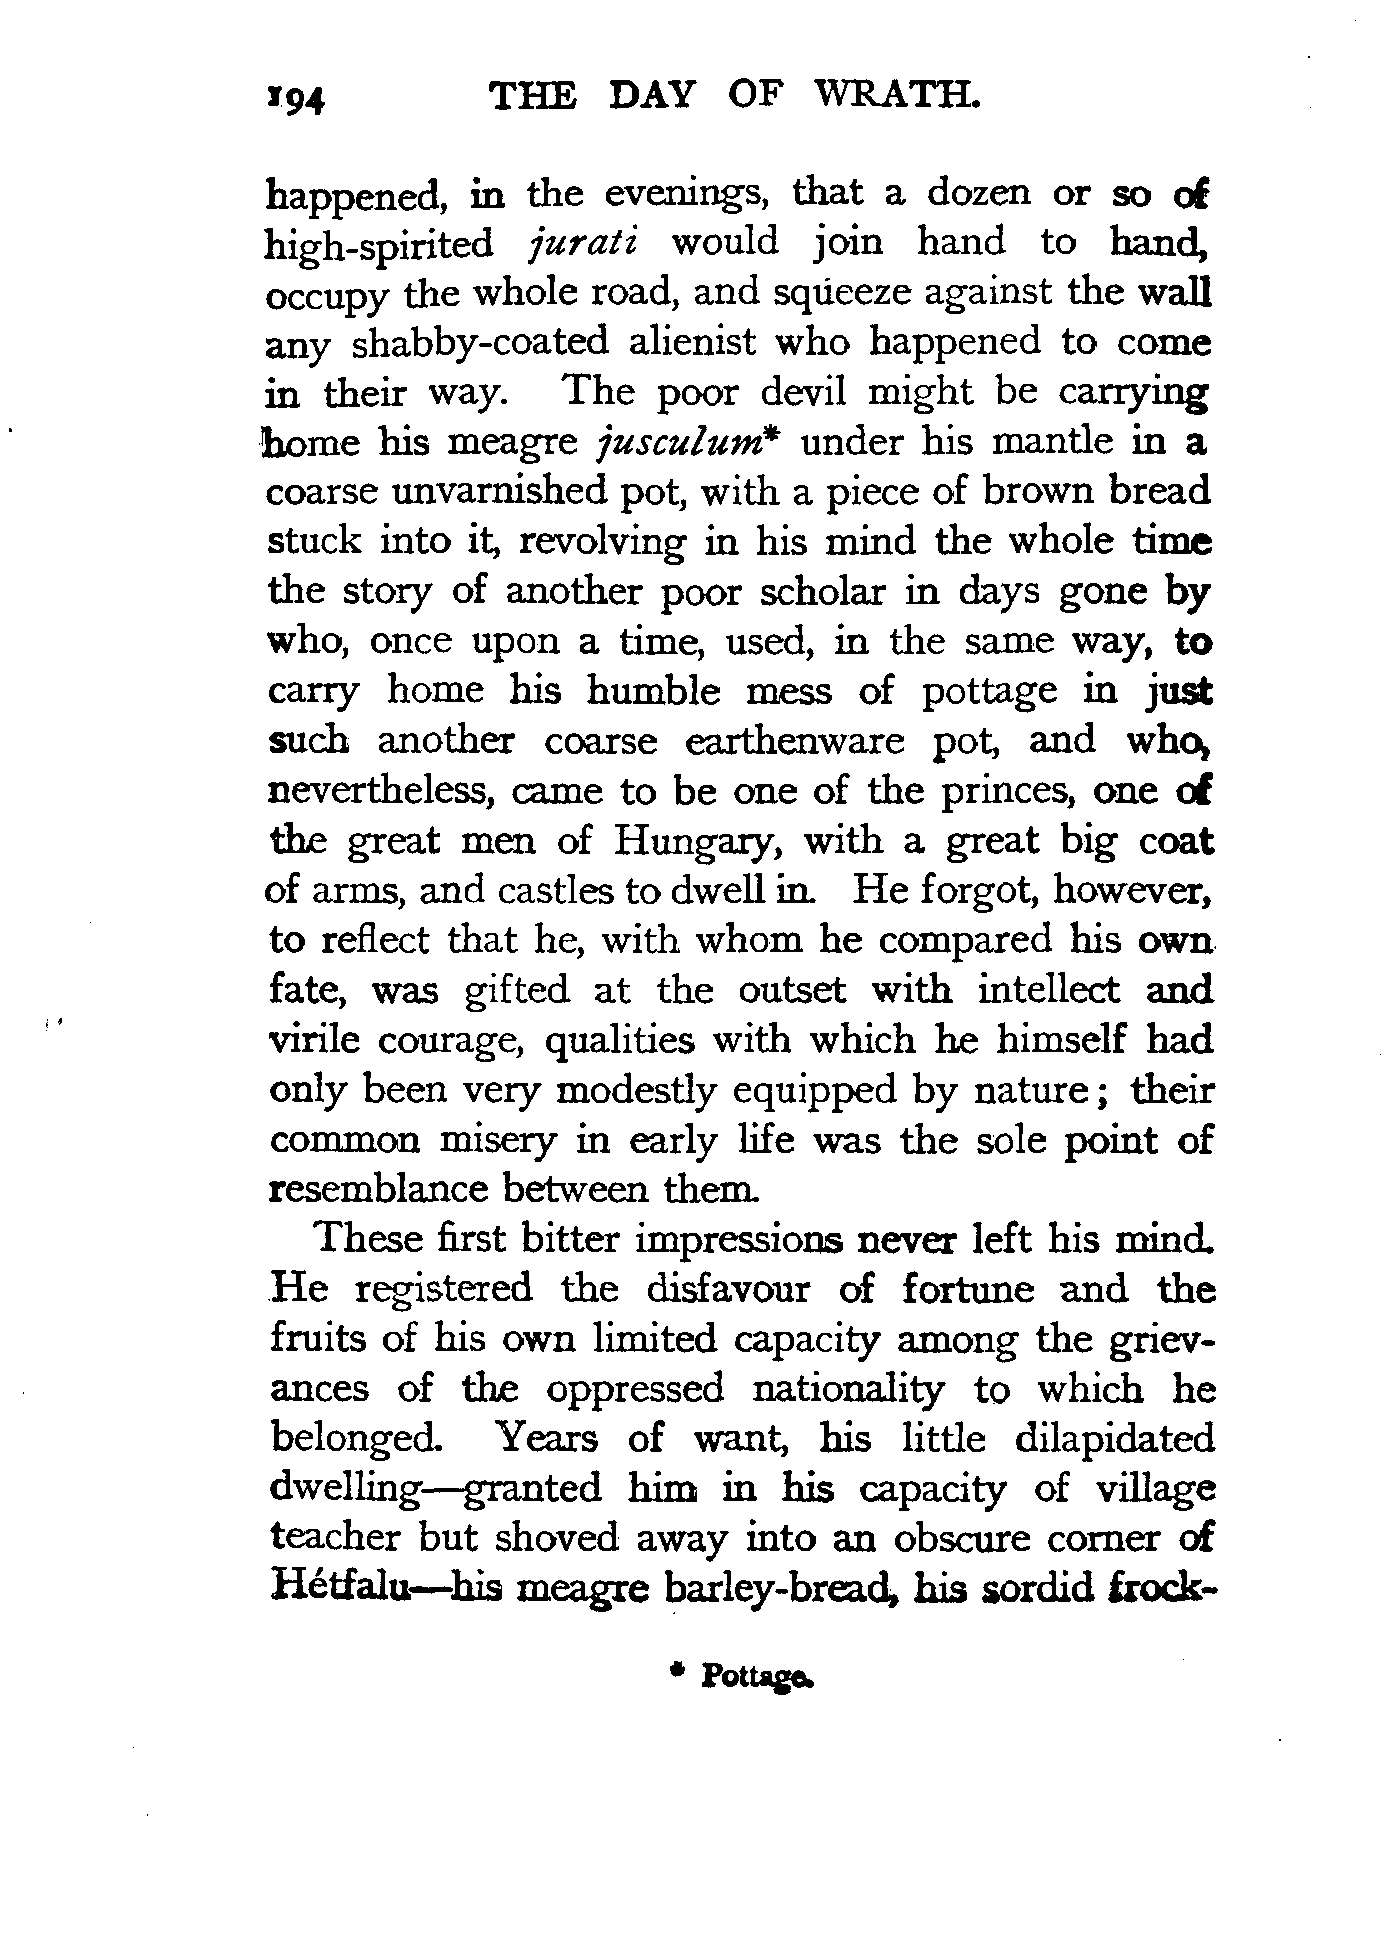 194 THE DAY OF WRATH.
happened, in the evenings, that a dozen or so of
high-spirited jurati would join hand to hand,
occupy the whole road, and squeeze against the wall
any shabby-coated alienist who happened to come
in their way. The poor devil might be carrying
home his meagre jusculum* under his mantle in a
coarse unvarnished pot, with a piece of brown bread
stuck into it, revolving in his mind the whole time
the story of another poor scholar in days gone by
who, once upon a time, used, in the same way, to
carry home his humble mess of pottage in just
such another coarse earthenware pot, and who,
nevertheless, came to be one of the princes, one of
the great men of Hungary, with a great big coat
of arms, and castles to dwell in. He forgot, however,
to reflect that he, with whom he compared his own
fate, was gifted at the outset with intellect and
virile courage, qualities with which he himself had
only been very modestly equipped by nature; their
common misery in early life was the sole point of
resemblance between them.
These first bitter impressions never left his mind.
He registered the disfavour of fortune and the
fruits of his own limited capacity among the griev-
ances of the oppressed nationality to which he
belonged. Years of want, his little dilapidated
dwelling—granted him in his capacity of village
teacher but shoved away into an obscure corner of
Hétfalu—his meagre barley-bread, his sordid frock-
* Pottage.